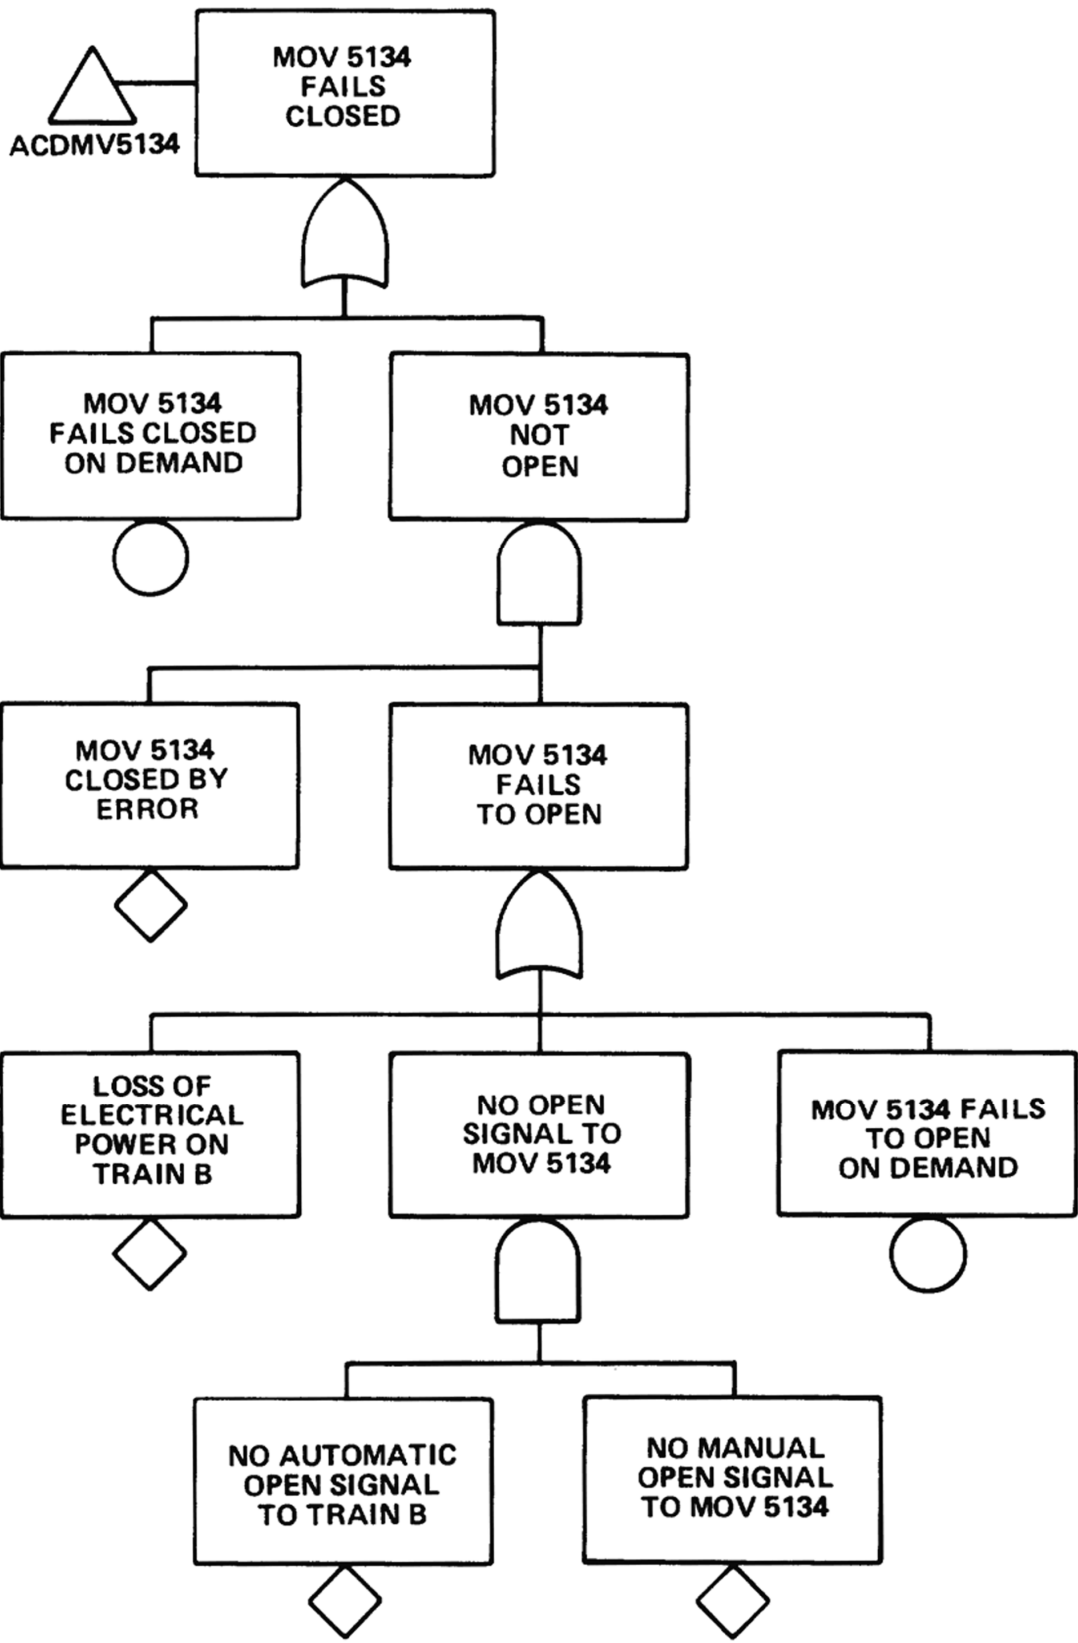 MOV 5134
FAILS
CLOSED
ACDMV5134
MOV 5134
FAILS CLOSED
ON DEMAND
MOV 5134
NOT
OPEN
MOV 5134
CLOSED BY
ERROR
MOV 5134
FAILS
TO OPEN
LOSS OF
ELECTRICAL
POWER ON
TRAIN B
NO OPEN
SIGNAL TO
MOV 5134
MOV 5134 FAILS
TO OPEN
ON DEMAND
NO AUTOMATIC
OPEN SIGNAL
TO TRAIN B
NO MANUAL
OPEN SIGNAL
TO MOV 5134